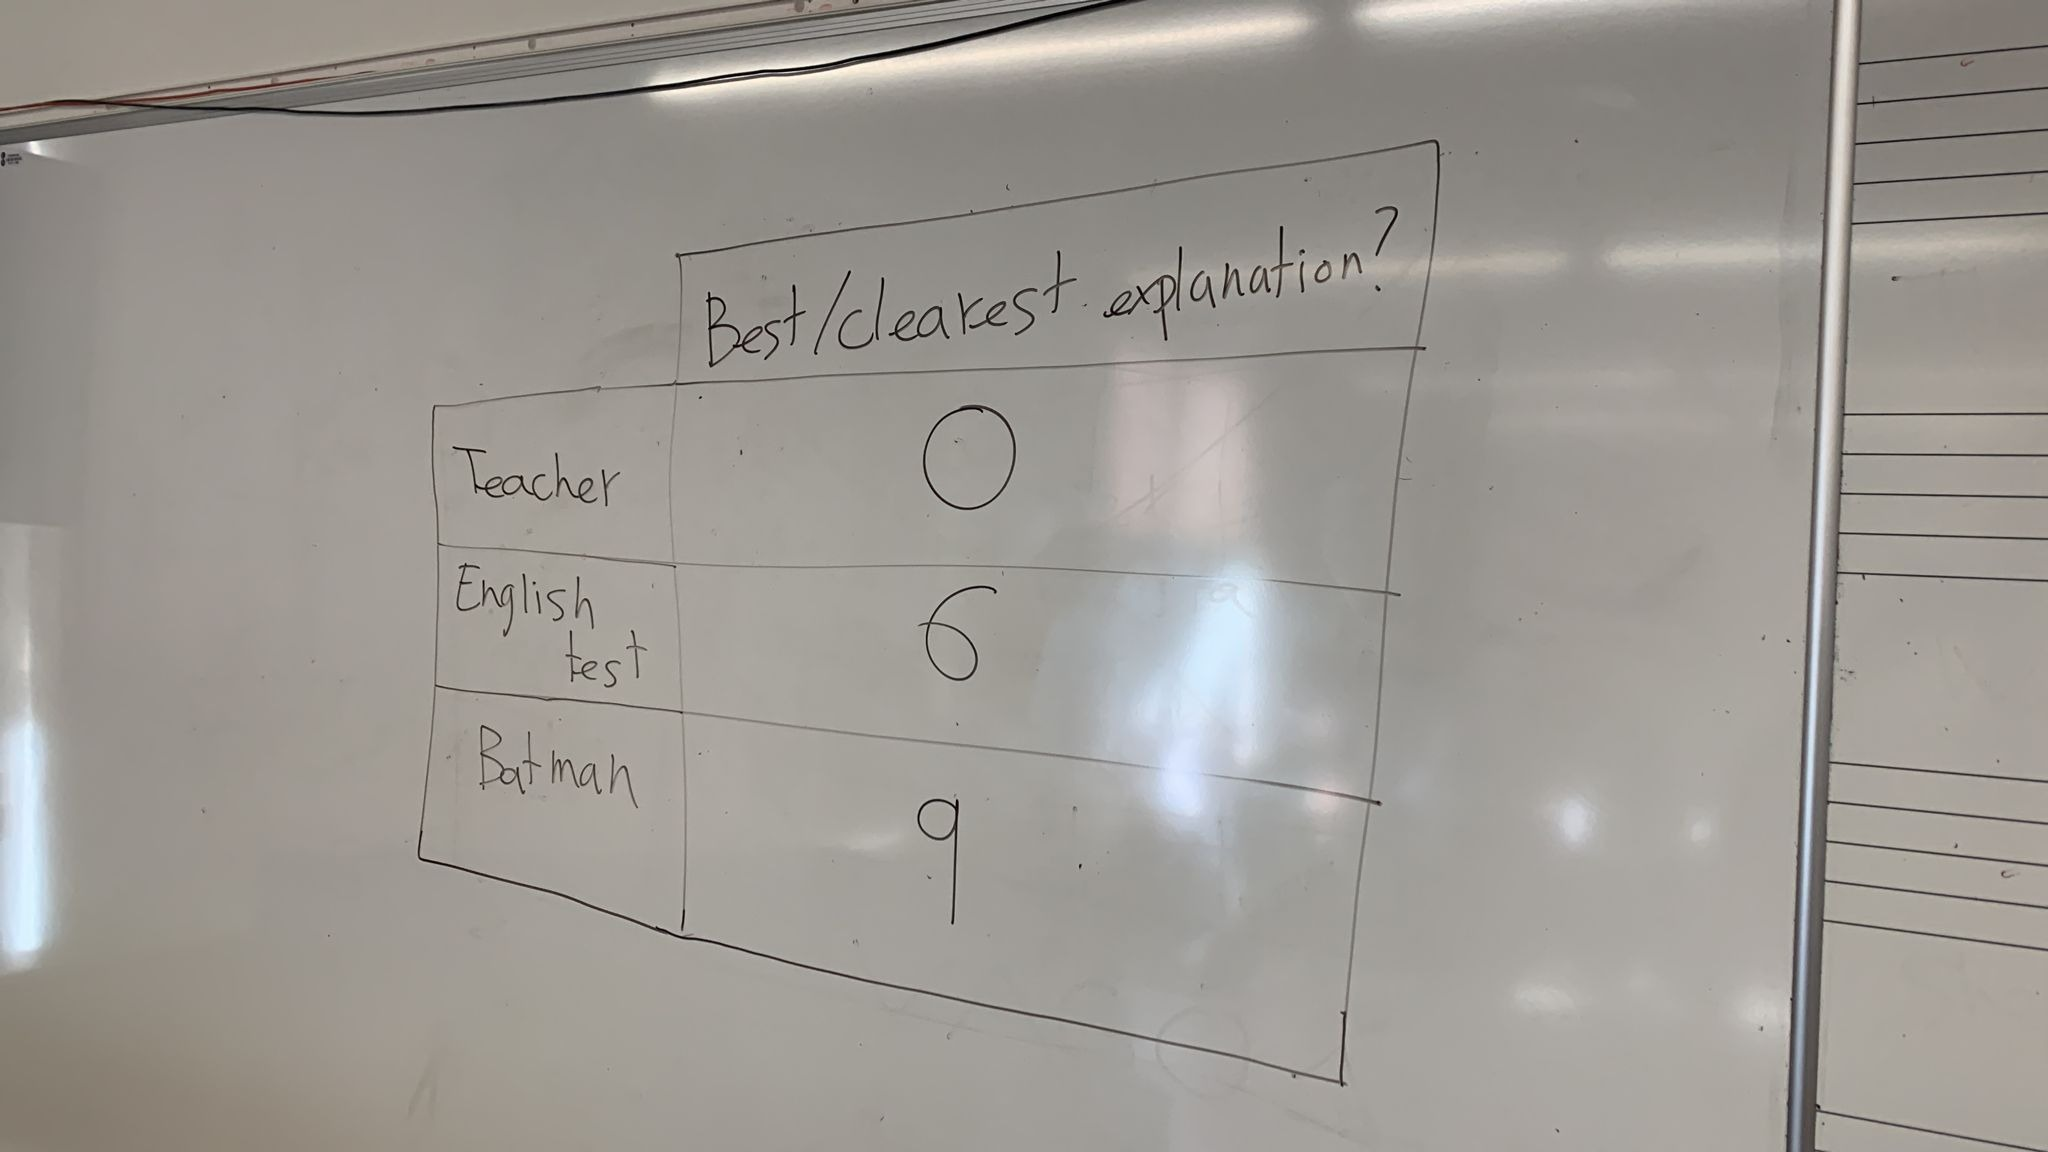 Best/clearest explanation?
Teacher
0
English
test
6
Batman
9